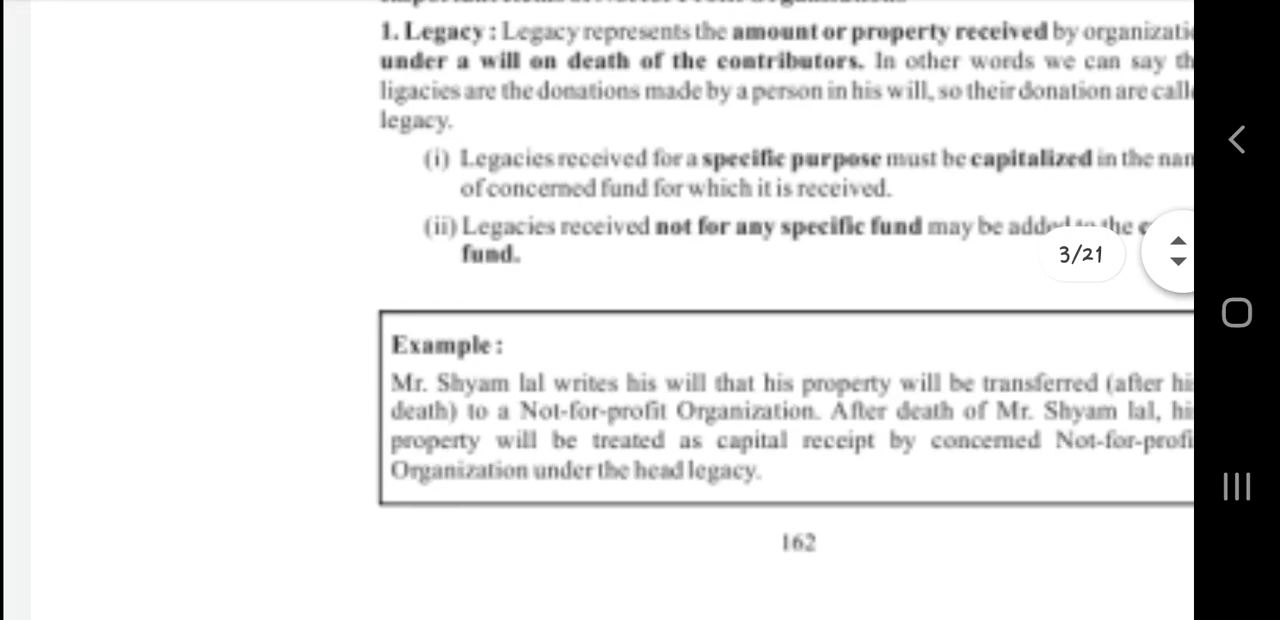 1. Legacy : Legacy represents the amount or property received by organizati
under a will on death of the contributors. In other words we can say th
ligacies are the donations made by a person in his will, so their donation are call
legacy.
(i) Legacies received for a specific purpose must be capitalized in the nam
of concerned fund for which it is received.
(ii) Legacies received not for any specific fund may be added to the
fund.
3/21
Example :
Mr. Shyam lal writes his will that his property will be transferred (after hi
death) to a Not-for-profit Organization. After death of Mr. Shyam lal, hi
property will be treated as capital receipt by concerned Not-for-profi
Organization under the head legacy.
162